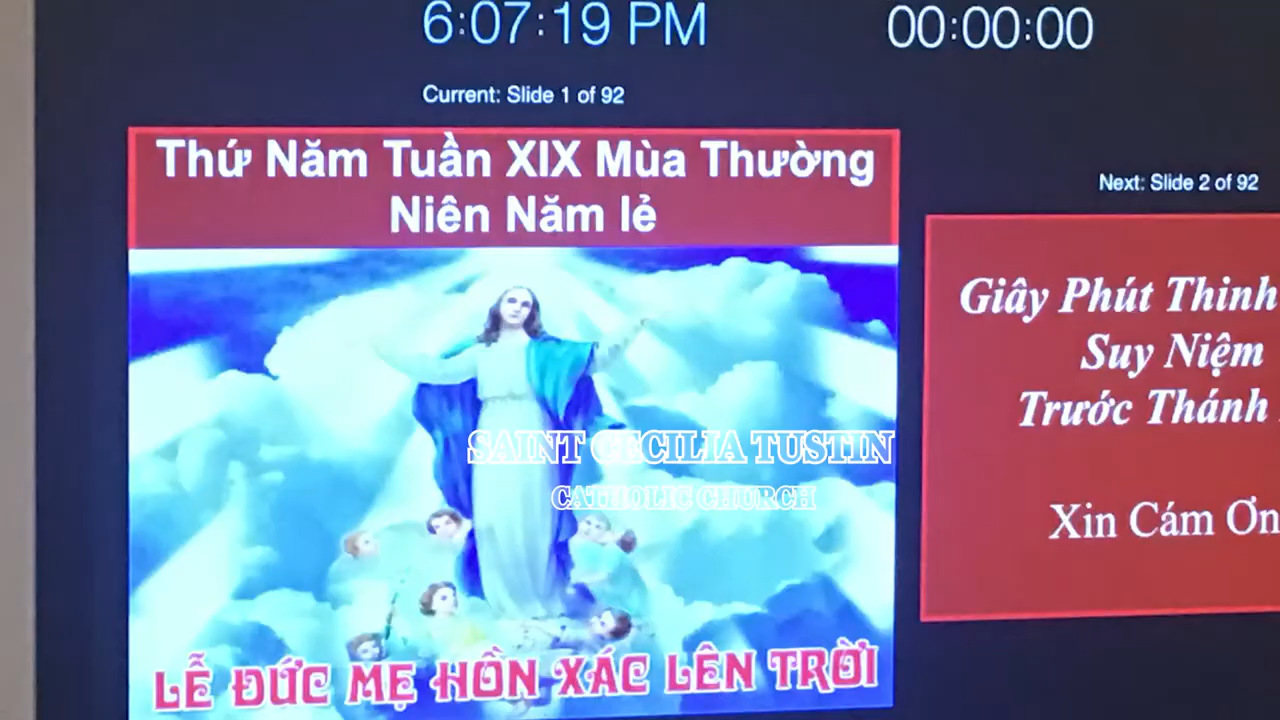 6:07:19 PM
00:00:00
Current: Slide 1 of 92
Next: Slide 2 of 92
Thứ Năm Tuần XIX Mùa Thường
Niên Năm lẻ
SAINT CECILIA TUSTIN
CATHOLIC CHURCH
LỄ ĐỨC MẸ HỒN XÁC LÊN TRỜI
Giây Phút Thinh
Suy Niệm
Trước Thánh
Xin Cám Ơn